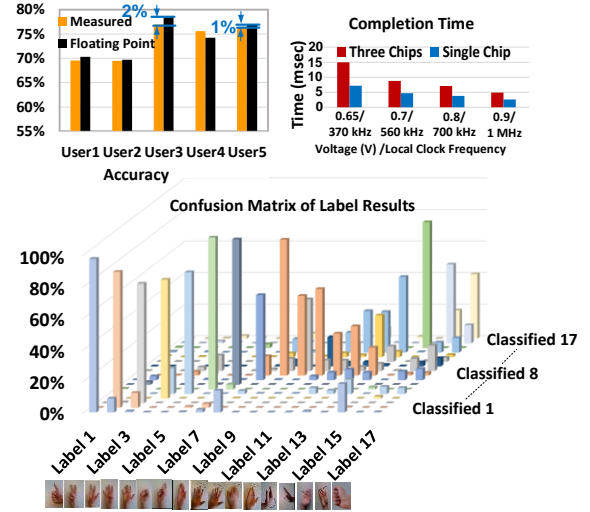 80%
75%
70%
65%
60%
55%
Measured
Floating Point
2%
1%
User1 User2 User3 User4 User5
Accuracy
Completion Time
Time (msec)
20
15
10
5
0
Three Chips
Single Chip
0.65/ 0.7/ 0.8/ 0.9/
370 kHz 560 kHz 700 kHz 1 MHz
Voltage (V) /Local Clock Frequency
Confusion Matrix of Label Results
100%
80%
60%
40%
20%
0%
Classified 17
Classified 8
Classified 1
Label 1
Label 3
Label 5
Label 7
Label 9
Label 11
Label 13
Label 15
Label 17